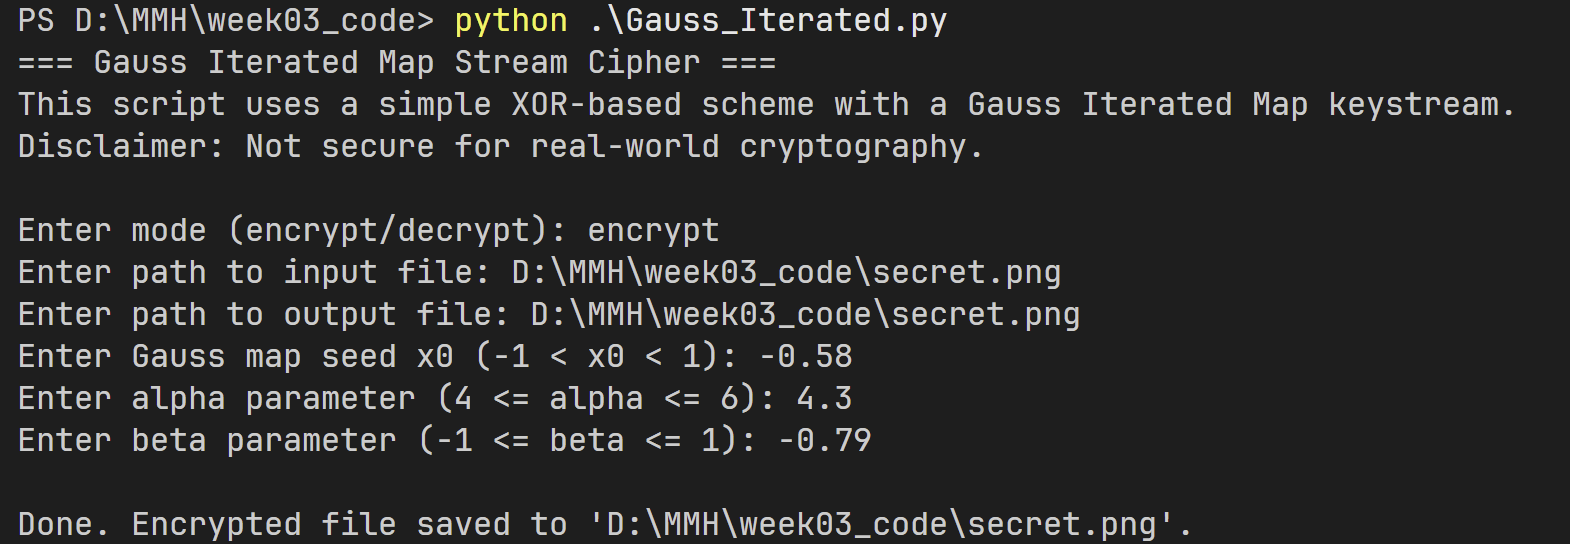 PS D:\MMH\week03_code> python .\Gauss_Iterated.py
=== Gauss Iterated Map Stream Cipher ===
This script uses a simple XOR-based scheme with a Gauss Iterated Map keystream.
Disclaimer: Not secure for real-world cryptography.
Enter mode (encrypt/decrypt): encrypt
Enter path to input file: D:\MMH\week03_code\secret.png
Enter path to output file: D:\MMH\week03_code\secret.png
Enter Gauss map seed x0 (-1 < x0 < 1): -0.58
Enter alpha parameter (4 <= alpha <= 6): 4.3
Enter beta parameter (-1 <= beta <= 1): -0.79
Done. Encrypted file saved to 'D:\MMH\week03_code\secret.png'.